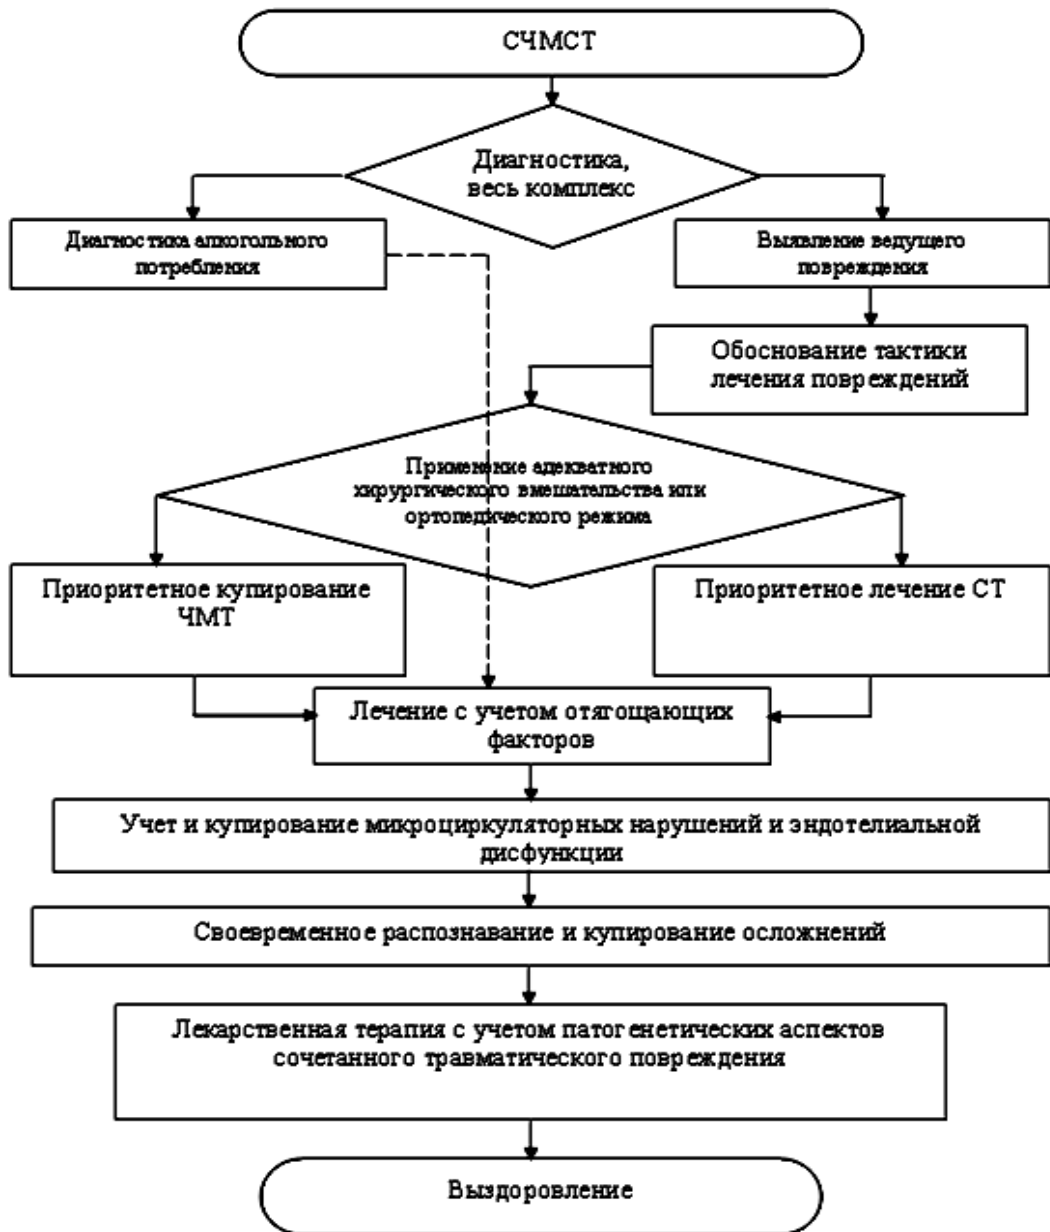 СЧМСТ
Диагностика,
весь комплекс
Диагностика алкогольного
потребления
Выявление ведущего
повреждения
Обоснование тактики
лечения повреждений
Применение адекватного
хирургического вмешательства или
ортопедического режима
Приоритетное купирование
ЧМТ
Приоритетное лечение СТ
Лечение с учетом отягощающих
факторов
Учет и купирование микроциркуляторных нарушений и эндотелиальной
дисфункции
Своевременное распознавание и купирование осложнений
Лекарственная терапия с учетом патогенетических аспектов
сочетанного травматического повреждения
Выздоровление